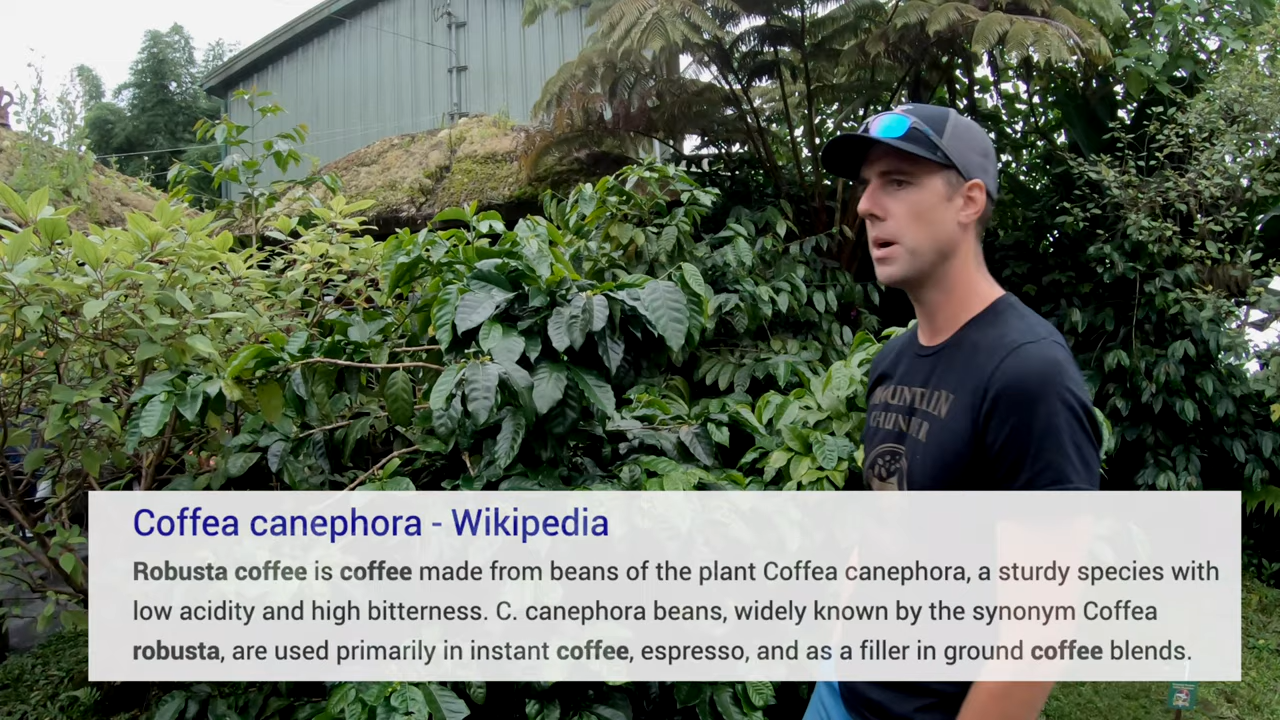 MOUNTAIN
Coffea canephora - Wikipedia
Robusta coffee is coffee made from beans of the plant Coffea canephora, a sturdy species with
low acidity and high bitterness. C. canephora beans, widely known by the synonym Coffea
robusta, are used primarily in instant coffee, espresso, and as a filler in ground coffee blends.